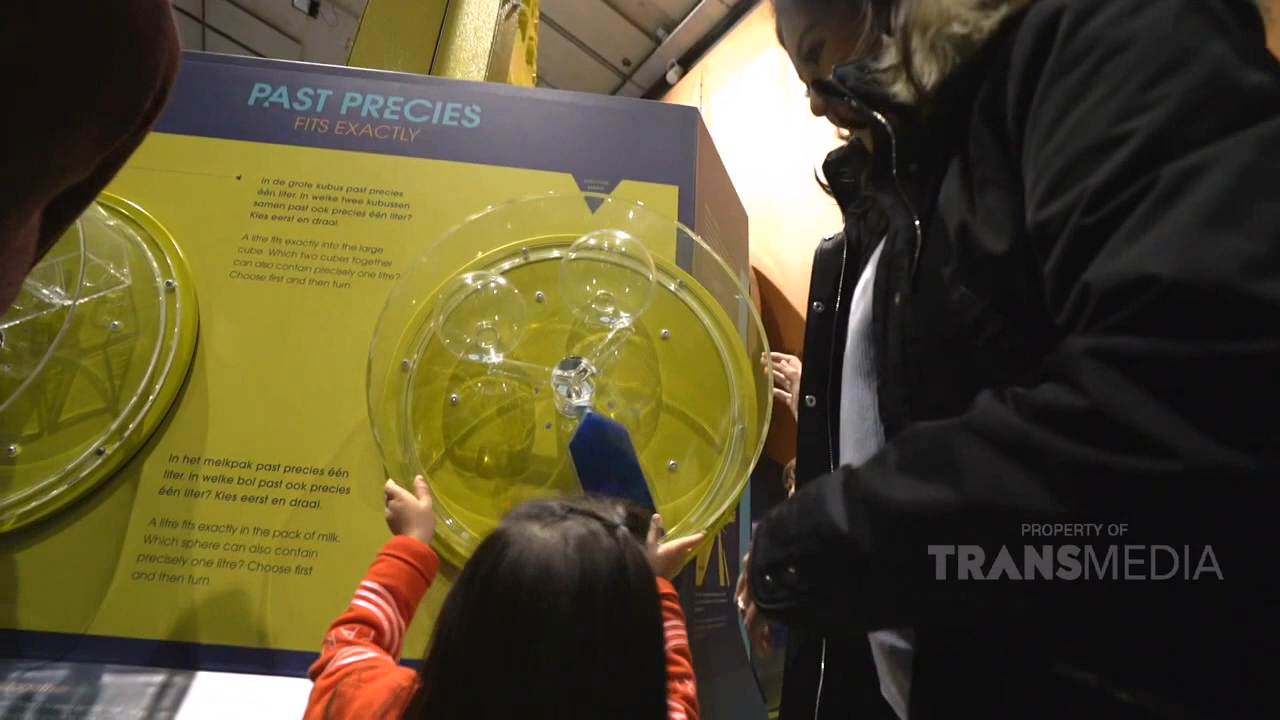 PAST PRECIES
FITS EXACTLY
In de grote kubus past precies
één liter. In welke twee kubussen
samen past ook precies één liter?
Kies eerst en draai.
A litre fits exactly into the large
cube. Which two cubes together
can also contain precisely one litre?
Choose first and then turn.
In het melkpak past precies één
liter. In welke bol past ook precies
één liter? Kies eerst en draai.
A litre fits exactly in the pack of milk.
Which sphere can also contain
precisely one litre? Choose first
and then turn.
PROPERTY OF
TRANSMEDIA